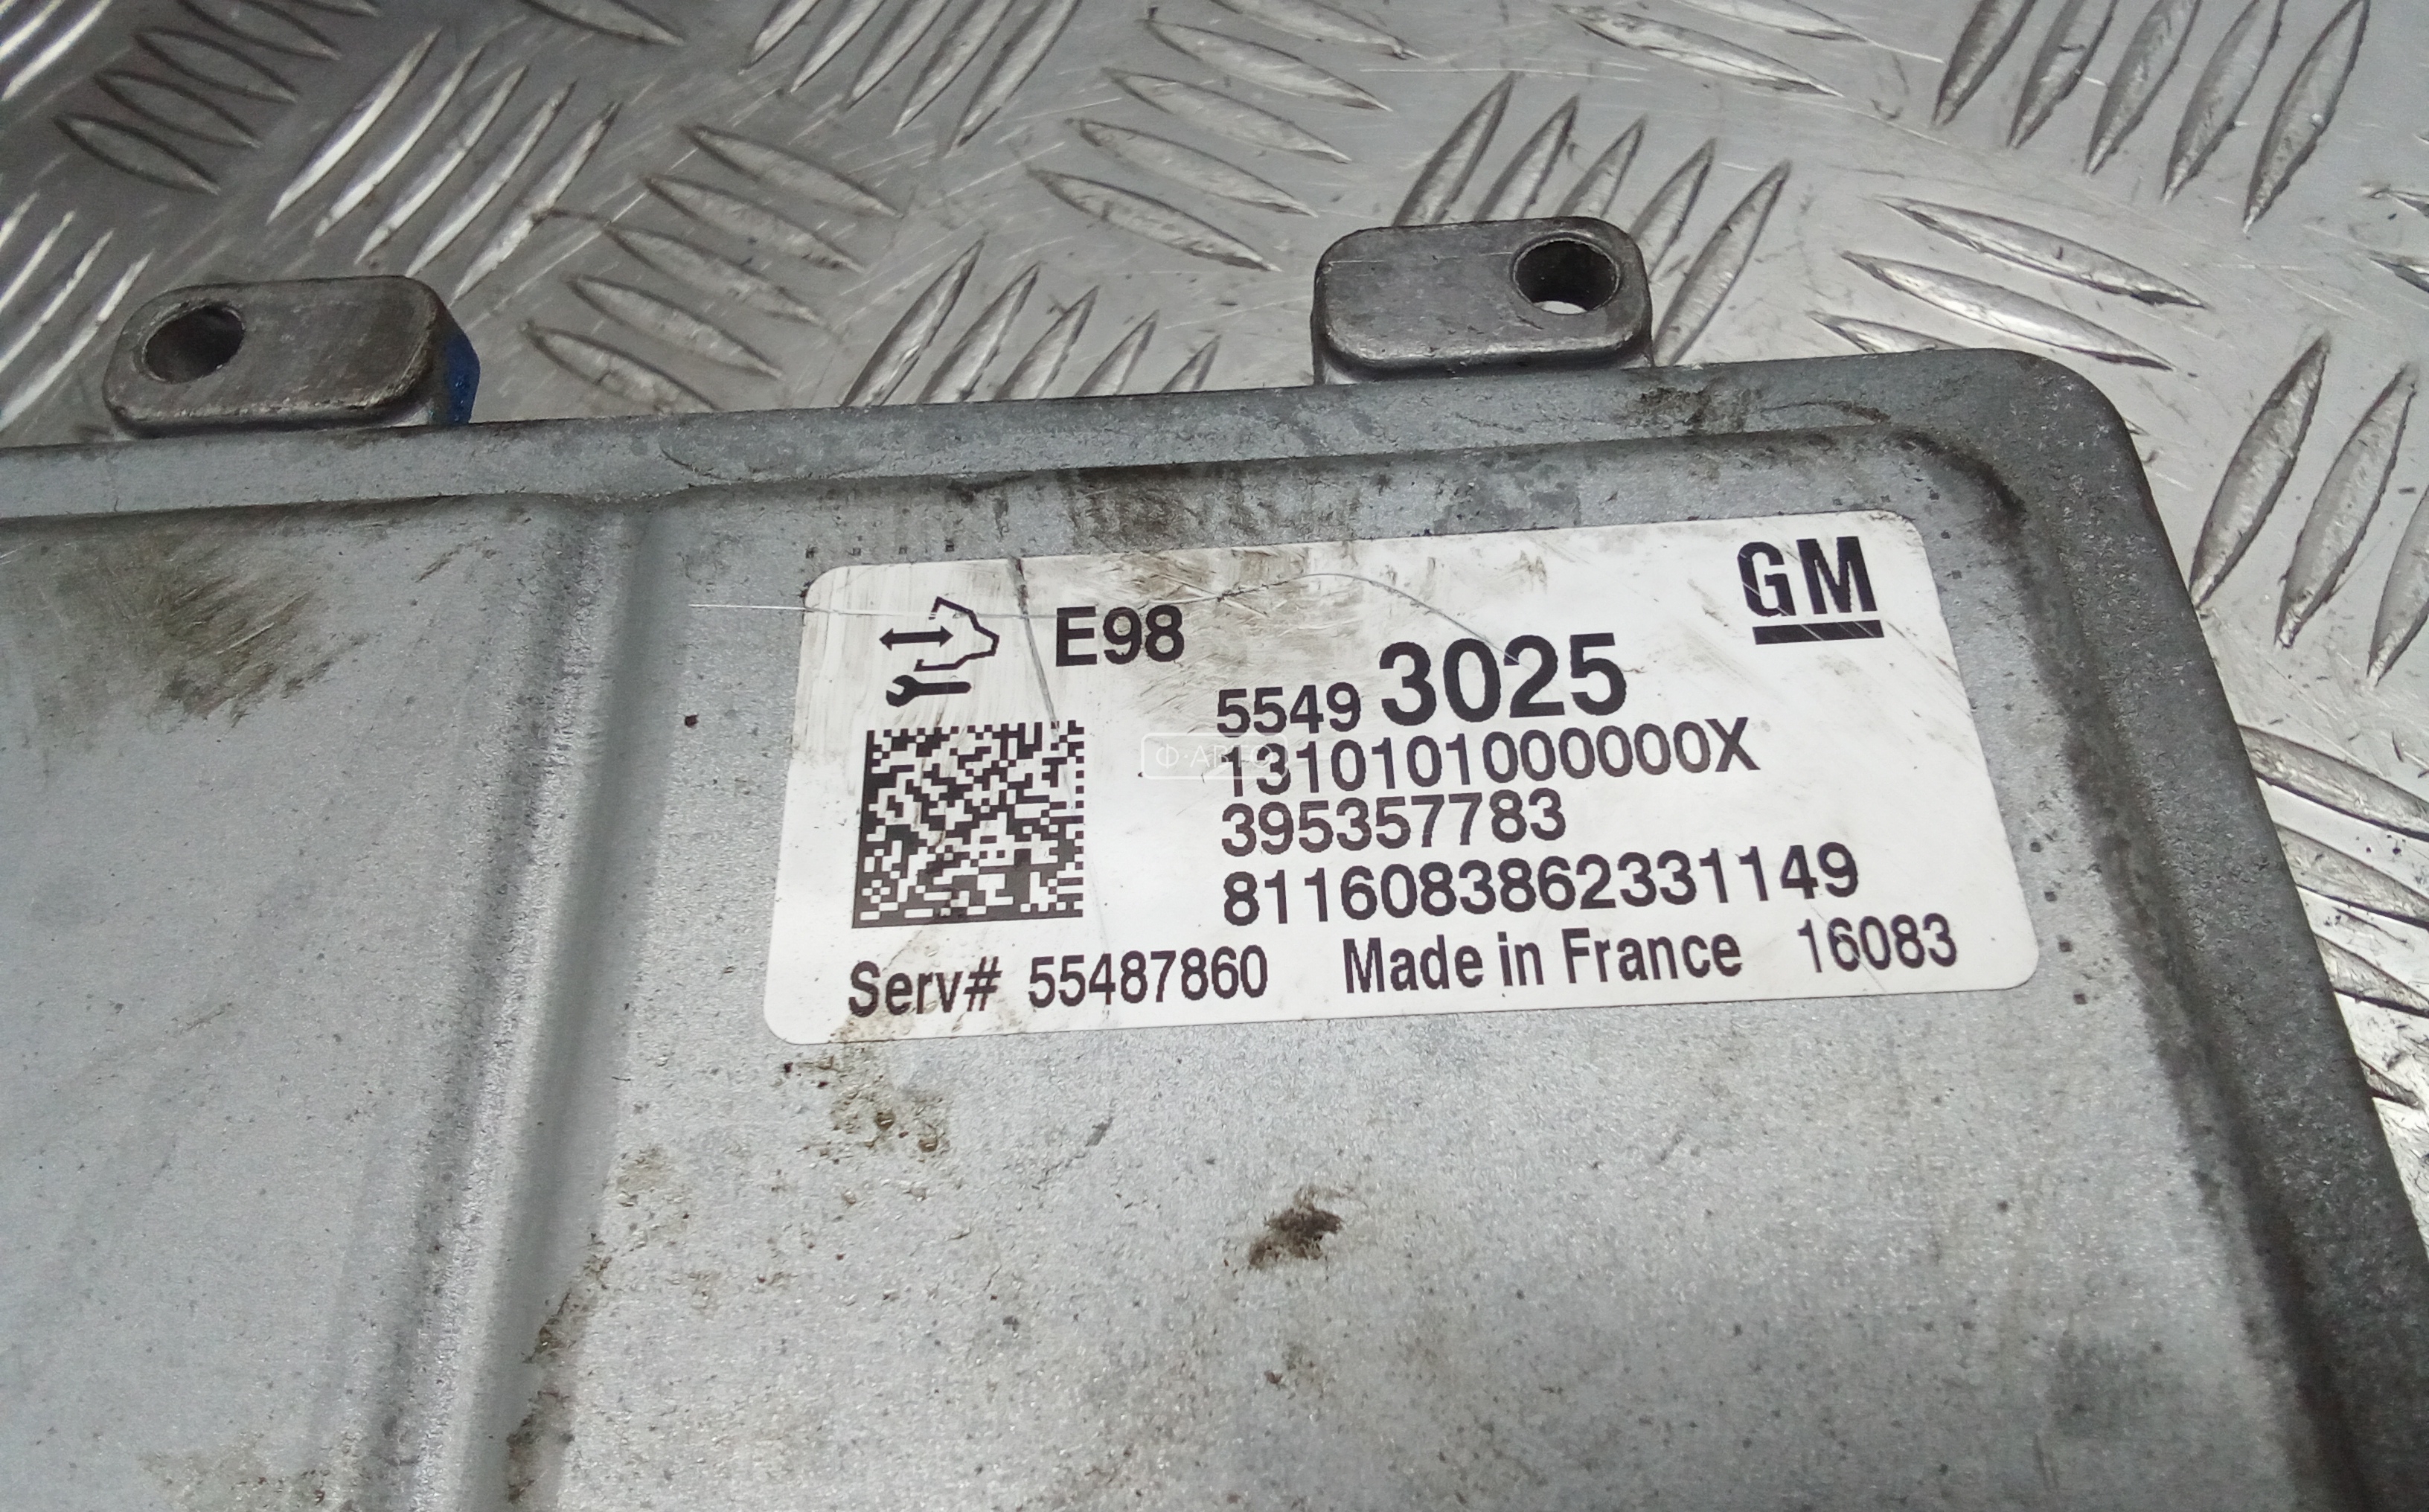 GM
E98
5549 3025
1310101000000X
395357783
8116083862331149
Serv# 55487860 Made in France 16083